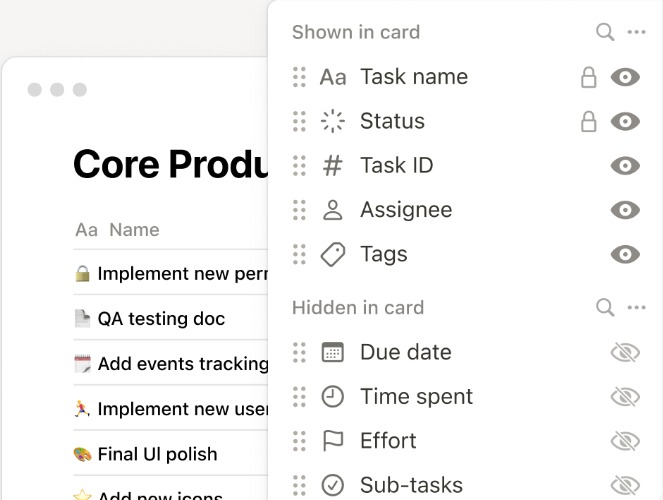 Shown in card
Aa Task name
Status
# Task ID
Assignee
Tags
Hidden in card
Due date
Time spent
Effort
Sub-tasks
Core Produ
Aa Name
Implement new perr
QA testing doc
Add events tracking
Implement new user
Final UI polish
Add new icons